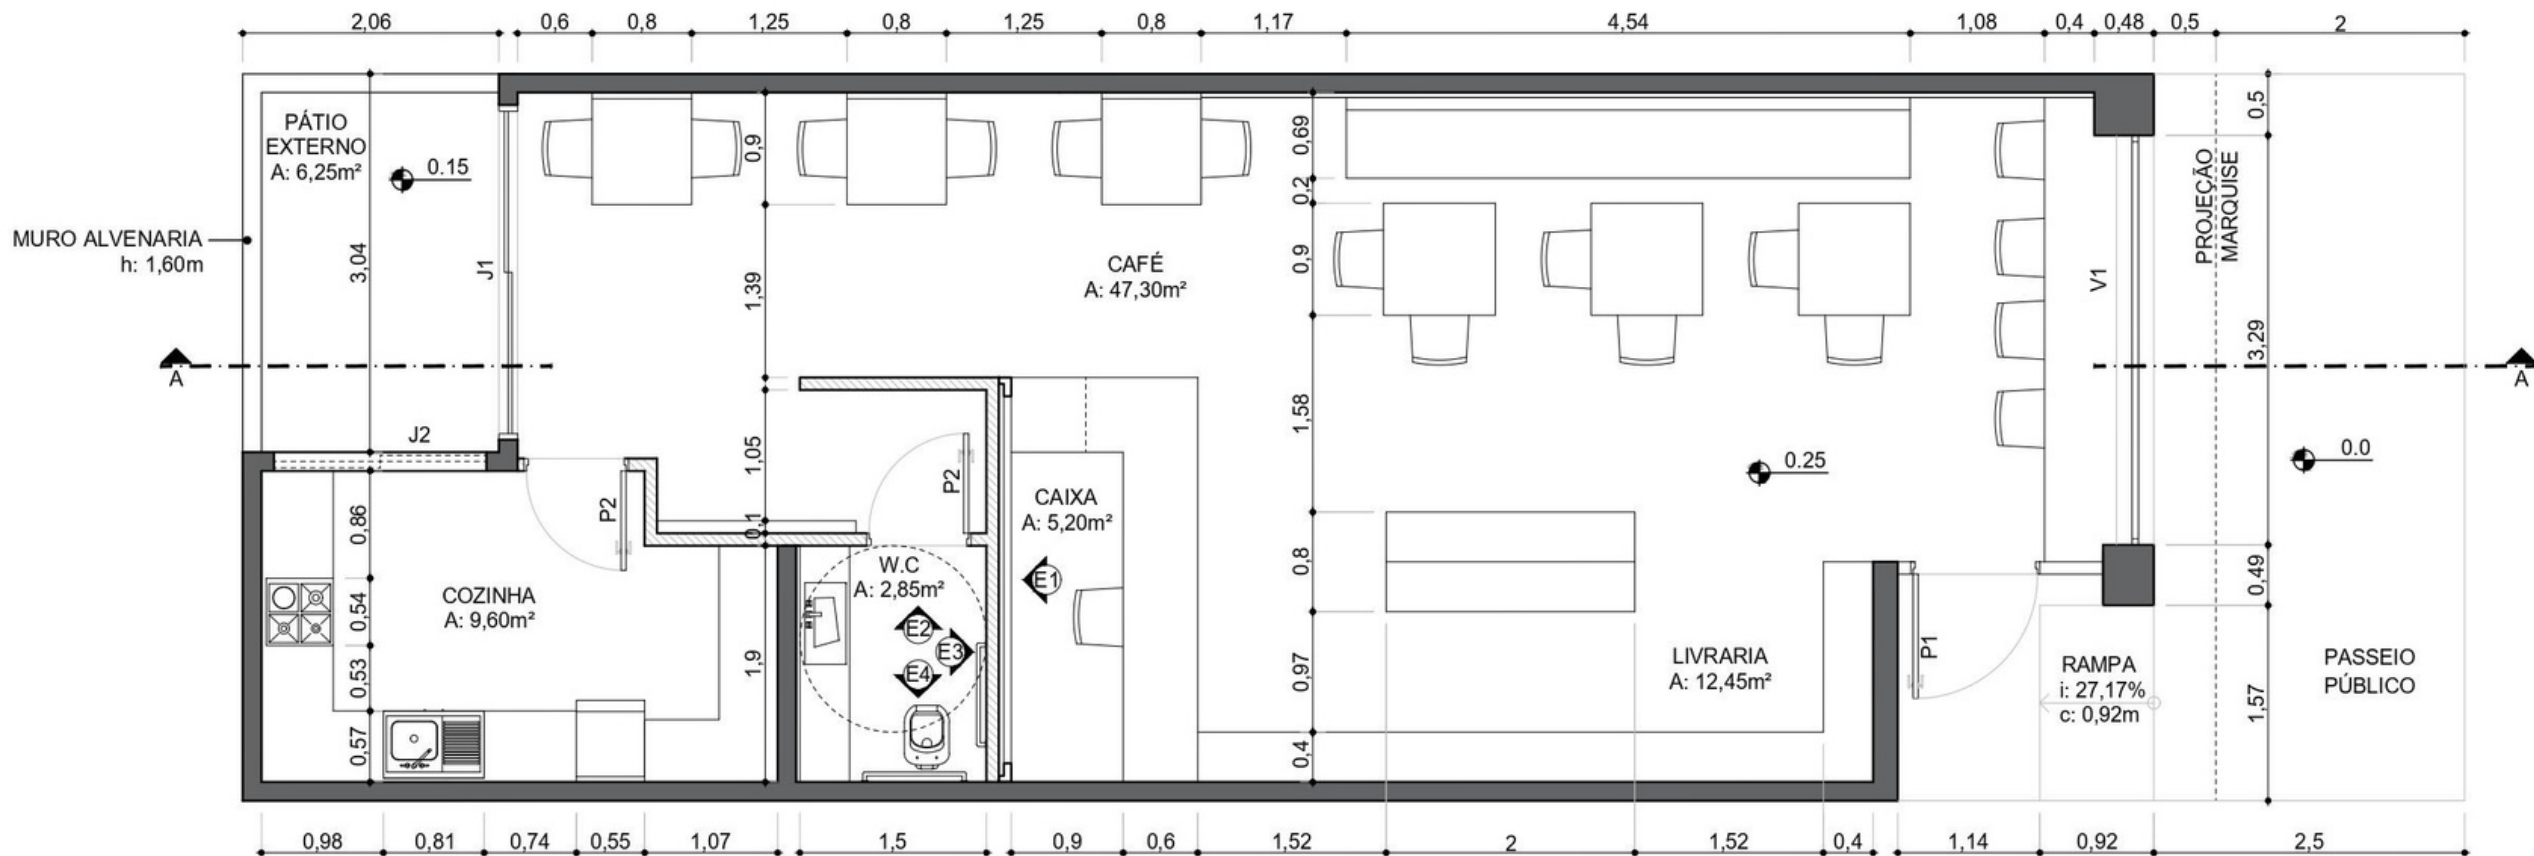 2,06
0,6
0,8
1,25
0,8
1,25
0,8
1,17
4,54
1,08
0,4
0,48
0,5
2
PÁTIO
EXTERNO
A: 6,25m²
0.15
MURO ALVENARIA
h: 1,60m
3,04
J1
J2
0,9
1,39
1,05
0,1
1,9
CAFÉ
A: 47,30m²
0,69
0,2
0,9
1,58
0,8
0,97
0,4
V1
PROJEÇÃO
MARQUISE
0,5
3,29
0,49
1,57
A
A
0.25
0.0
P2
P2
CAIXA
A: 5,20m²
E1
W.C
A: 2,85m²
E2
E3
E4
COZINHA
A: 9,60m²
0,86
0,54
0,53
0,57
LIVRARIA
A: 12,45m²
P1
RAMPA
i: 27,17%
c: 0,92m
PASSEIO
PÚBLICO
0,98
0,81
0,74
0,55
1,07
1,5
0,9
0,6
1,52
2
1,52
0,4
1,14
0,92
2,5